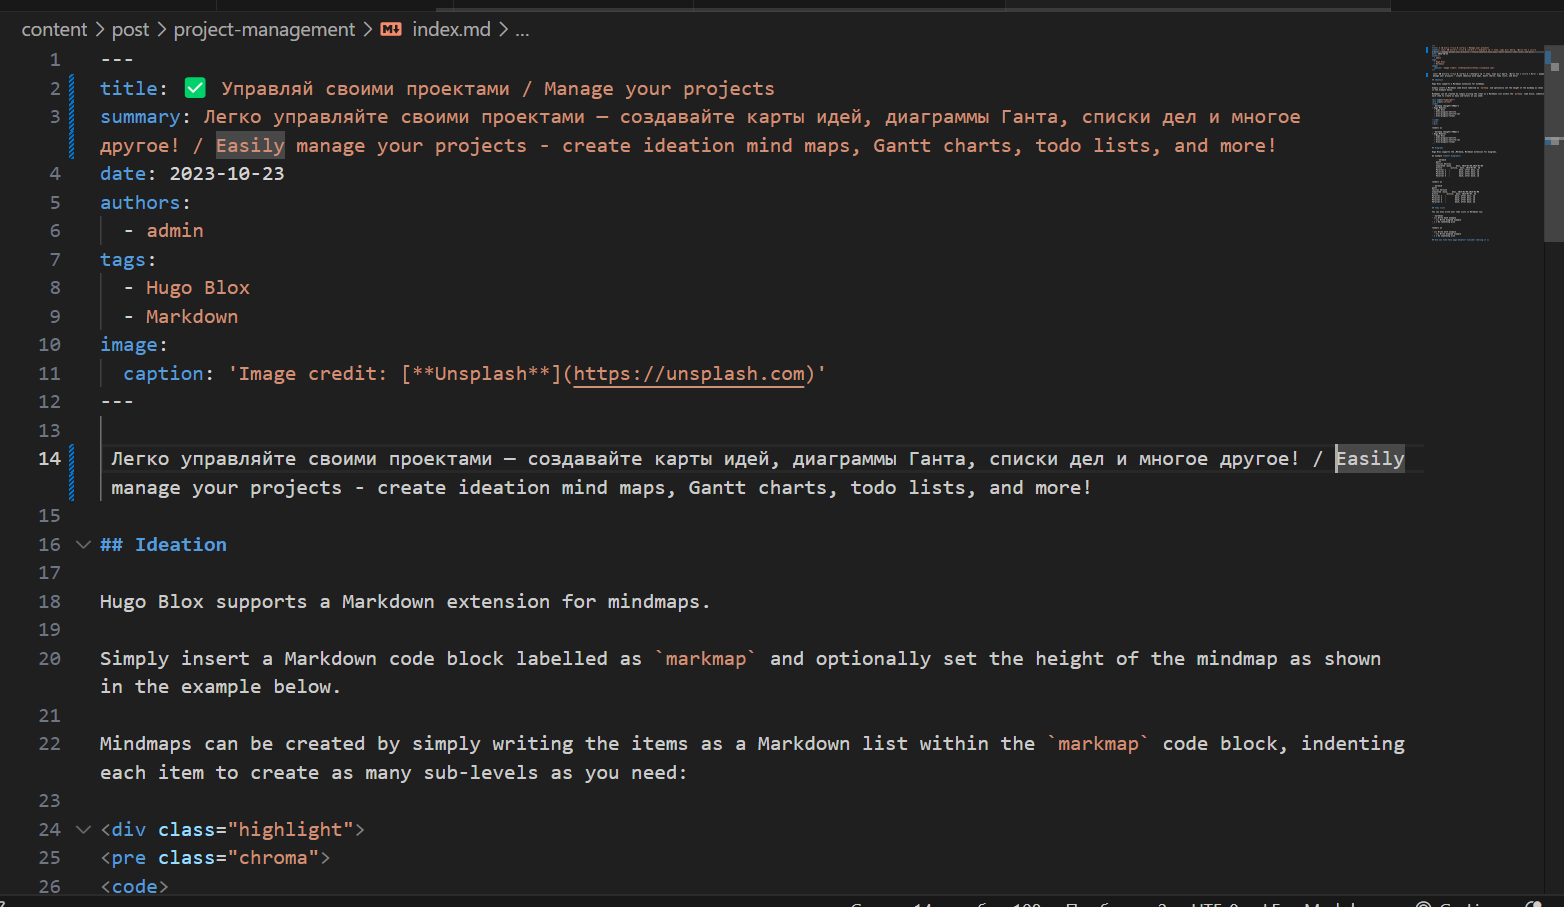 content > post > project-management > index.md > ...
1 ---
2 title: ✅ Управляй своими проектами / Manage your projects
3 summary: Легко управляйте своими проектами — создавайте карты идей, диаграммы Ганта, списки дел и многое
другое! / Easily manage your projects - create ideation mind maps, Gantt charts, todo lists, and more!
4 date: 2023-10-23
5 authors:
6 - admin
7 tags:
8 - Hugo Blox
9 - Markdown
10 image:
11 caption: 'Image credit: [**Unsplash**](https://unsplash.com)'
12 ---
13
14 Легко управляйте своими проектами — создавайте карты идей, диаграммы Ганта, списки дел и многое другое! / Easily
manage your projects - create ideation mind maps, Gantt charts, todo lists, and more!
15
16 ## Ideation
17
18 Hugo Blox supports a Markdown extension for mindmaps.
19
20 Simply insert a Markdown code block labelled as `markmap` and optionally set the height of the mindmap as shown
in the example below.
21
22 Mindmaps can be created by simply writing the items as a Markdown list within the `markmap` code block, indenting
each item to create as many sub-levels as you need:
23
24 <div class="highlight">
25 <pre class="chroma">
26 <code>